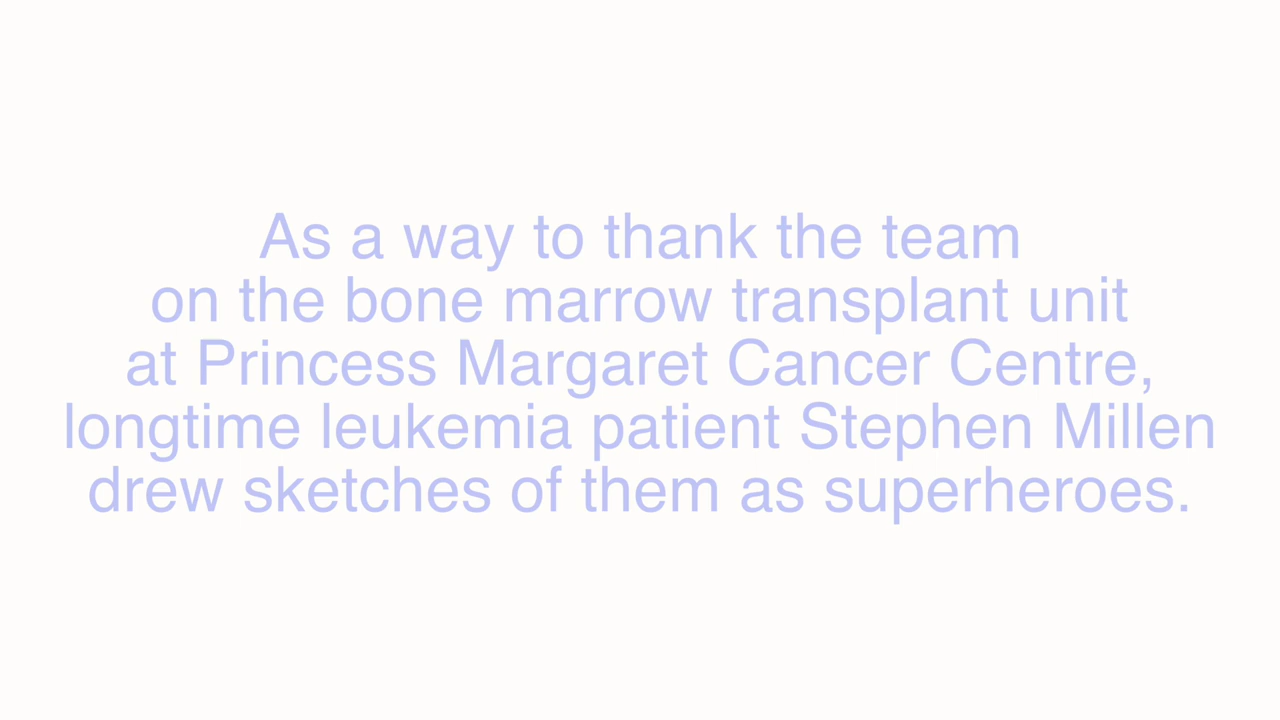 As a way to thank the team
on the bone marrow transplant unit
at Princess Margaret Cancer Centre,
longtime leukemia patient Stephen Millen
drew sketches of them as superheroes.